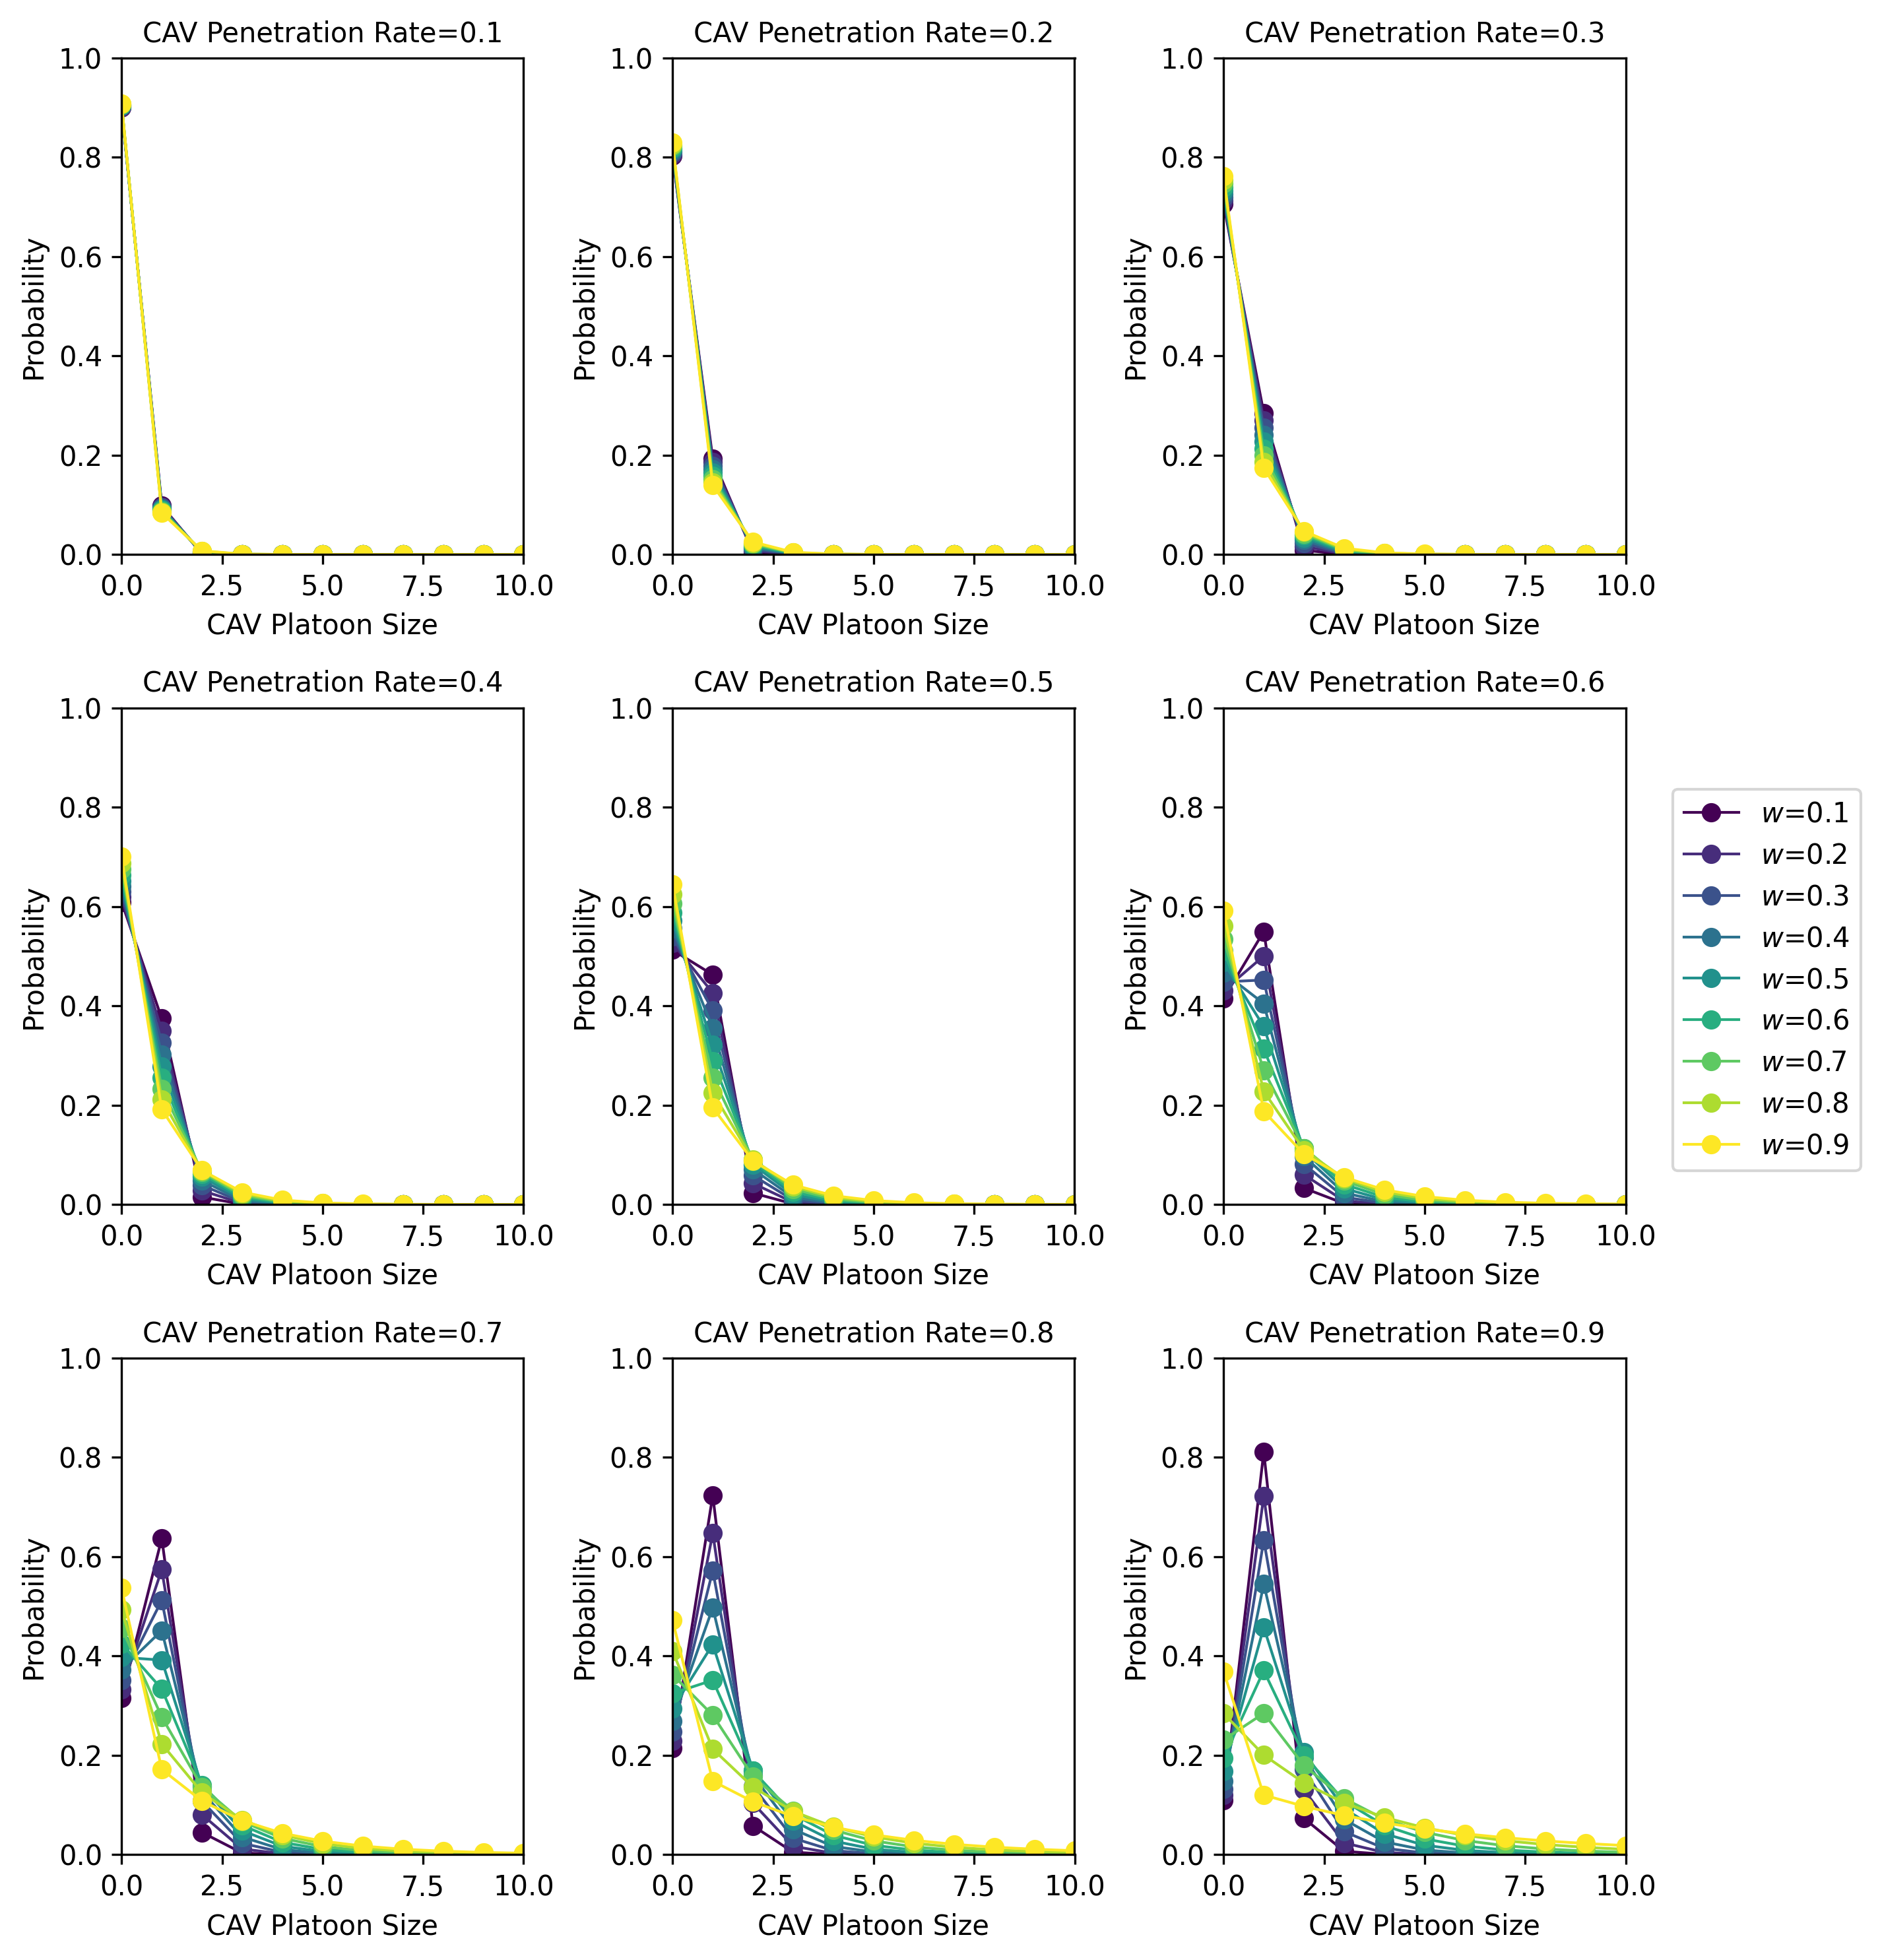 CAV Penetration Rate=0.1
1.0
0.8
0.6
0.4
0.2
0.0
Probability
0.0 2.5 5.0 7.5 10.0
CAV Platoon Size
CAV Penetration Rate=0.2
1.0
0.8
0.6
0.4
0.2
0.0
Probability
0.0 2.5 5.0 7.5 10.0
CAV Platoon Size
CAV Penetration Rate=0.3
1.0
0.8
0.6
0.4
0.2
0.0
Probability
0.0 2.5 5.0 7.5 10.0
CAV Platoon Size
CAV Penetration Rate=0.4
1.0
0.8
0.6
0.4
0.2
0.0
Probability
0.0 2.5 5.0 7.5 10.0
CAV Platoon Size
CAV Penetration Rate=0.5
1.0
0.8
0.6
0.4
0.2
0.0
Probability
0.0 2.5 5.0 7.5 10.0
CAV Platoon Size
CAV Penetration Rate=0.6
1.0
0.8
0.6
0.4
0.2
0.0
Probability
0.0 2.5 5.0 7.5 10.0
CAV Platoon Size
w=0.1
w=0.2
w=0.3
w=0.4
w=0.5
w=0.6
w=0.7
w=0.8
w=0.9
CAV Penetration Rate=0.7
1.0
0.8
0.6
0.4
0.2
0.0
Probability
0.0 2.5 5.0 7.5 10.0
CAV Platoon Size
CAV Penetration Rate=0.8
1.0
0.8
0.6
0.4
0.2
0.0
Probability
0.0 2.5 5.0 7.5 10.0
CAV Platoon Size
CAV Penetration Rate=0.9
1.0
0.8
0.6
0.4
0.2
0.0
Probability
0.0 2.5 5.0 7.5 10.0
CAV Platoon Size